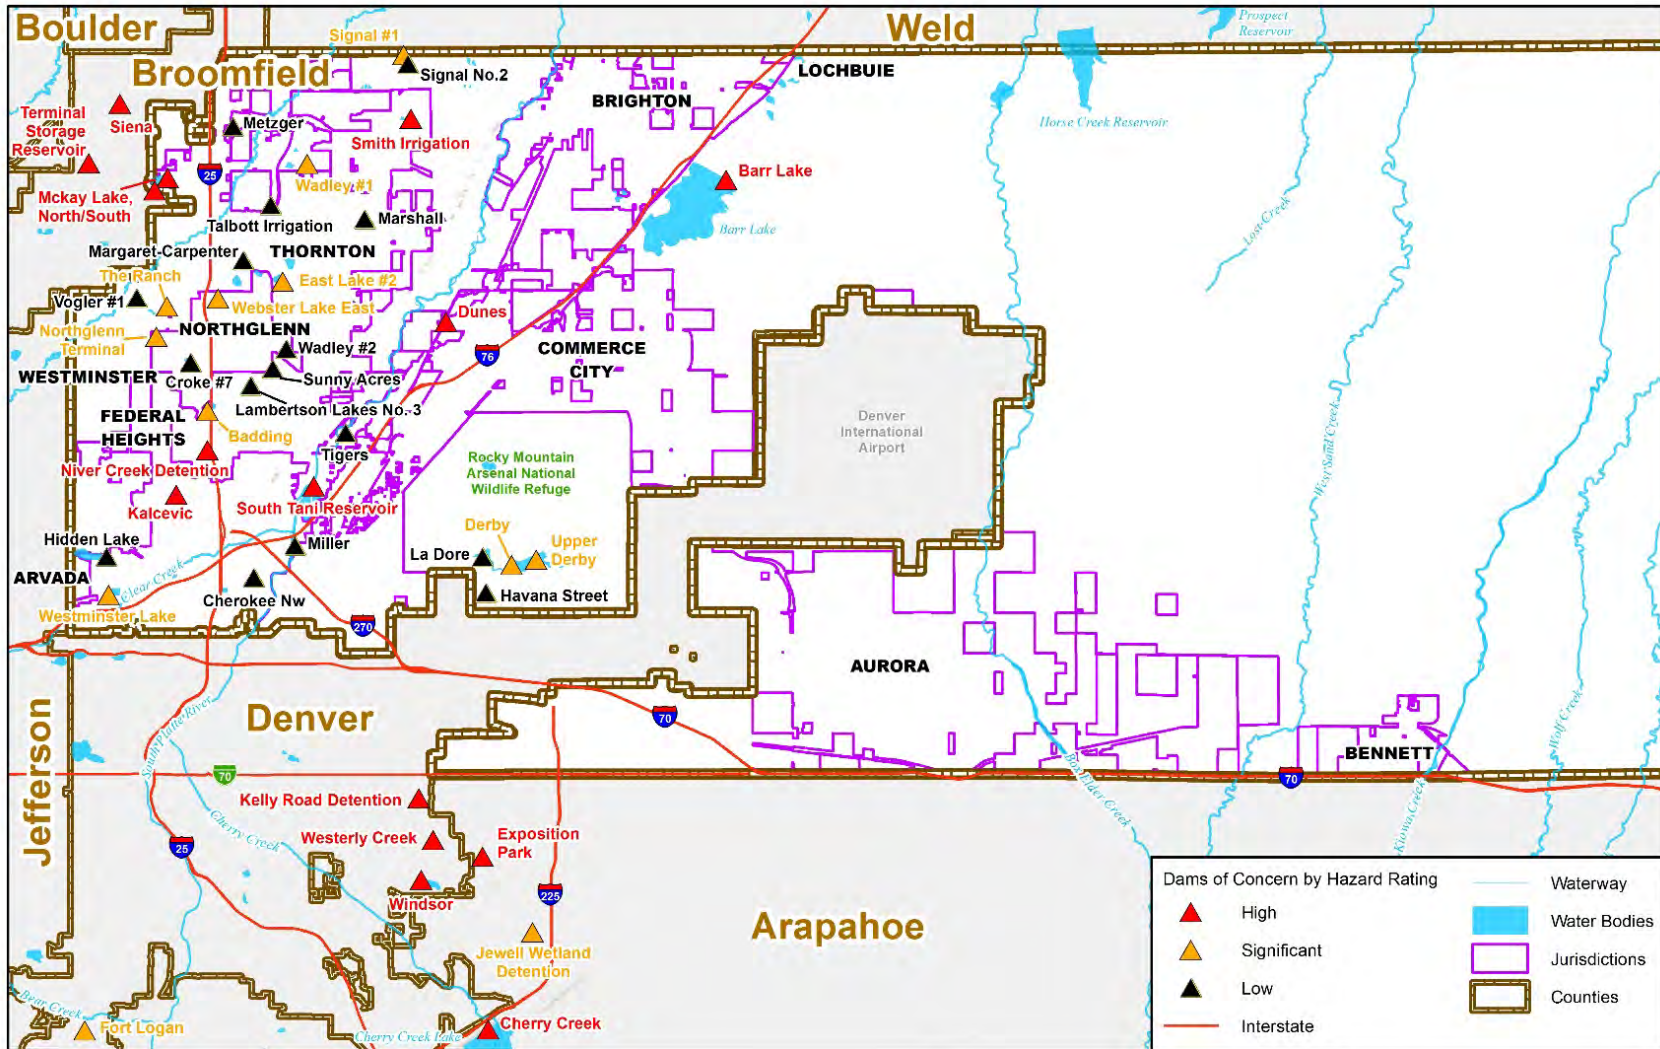 Boulder
Weld
Prospect
Reservoir
Signal #1
Signal No.2
Broomfield
LOCHBUIE
BRIGHTON
Terminal
Storage
Reservoir
Siena
Metzger
Smith Irrigation
Horse Creek Reservoir
25
Wadley #1
Barr Lake
Mckay Lake,
North/South
Talbott Irrigation
Marshall
Barr Lake
Lost Creek
Margaret-Carpenter
THORNTON
The Ranch
East Lake #2
Vogler #1
Webster Lake East
Dunes
Northglenn
Terminal
NORTHGLENN
Wadley #2
76
COMMERCE
CITY
WESTMINSTER
Croke #7
Sunny Acres
Lambertson Lakes No. 3
FEDERAL
HEIGHTS
Badding
Denver
International
Airport
Tigers
Niver Creek Detention
Rocky Mountain
Arsenal National
Wildlife Refuge
West Sand Creek
Kalcevic
South Tani Reservoir
Hidden Lake
Miller
Derby
La Dore
Upper
Derby
ARVADA
Clear Creek
Cherokee Nw
Havana Street
Westminster Lake
270
AURORA
Jefferson
Denver
South Platte River
70
Wolf Creek
BENNETT
70
Box Elder Creek
70
Kiowa Creek
Kelly Road Detention
Cherry Creek
Westerly Creek
Exposition
Park
25
Windsor
225
Arapahoe
Jewell Wetland
Detention
Bear Creek
Fort Logan
Cherry Creek Lake
Cherry Creek
Dams of Concern by Hazard Rating
High
Significant
Low
Interstate
Waterway
Water Bodies
Jurisdictions
Counties